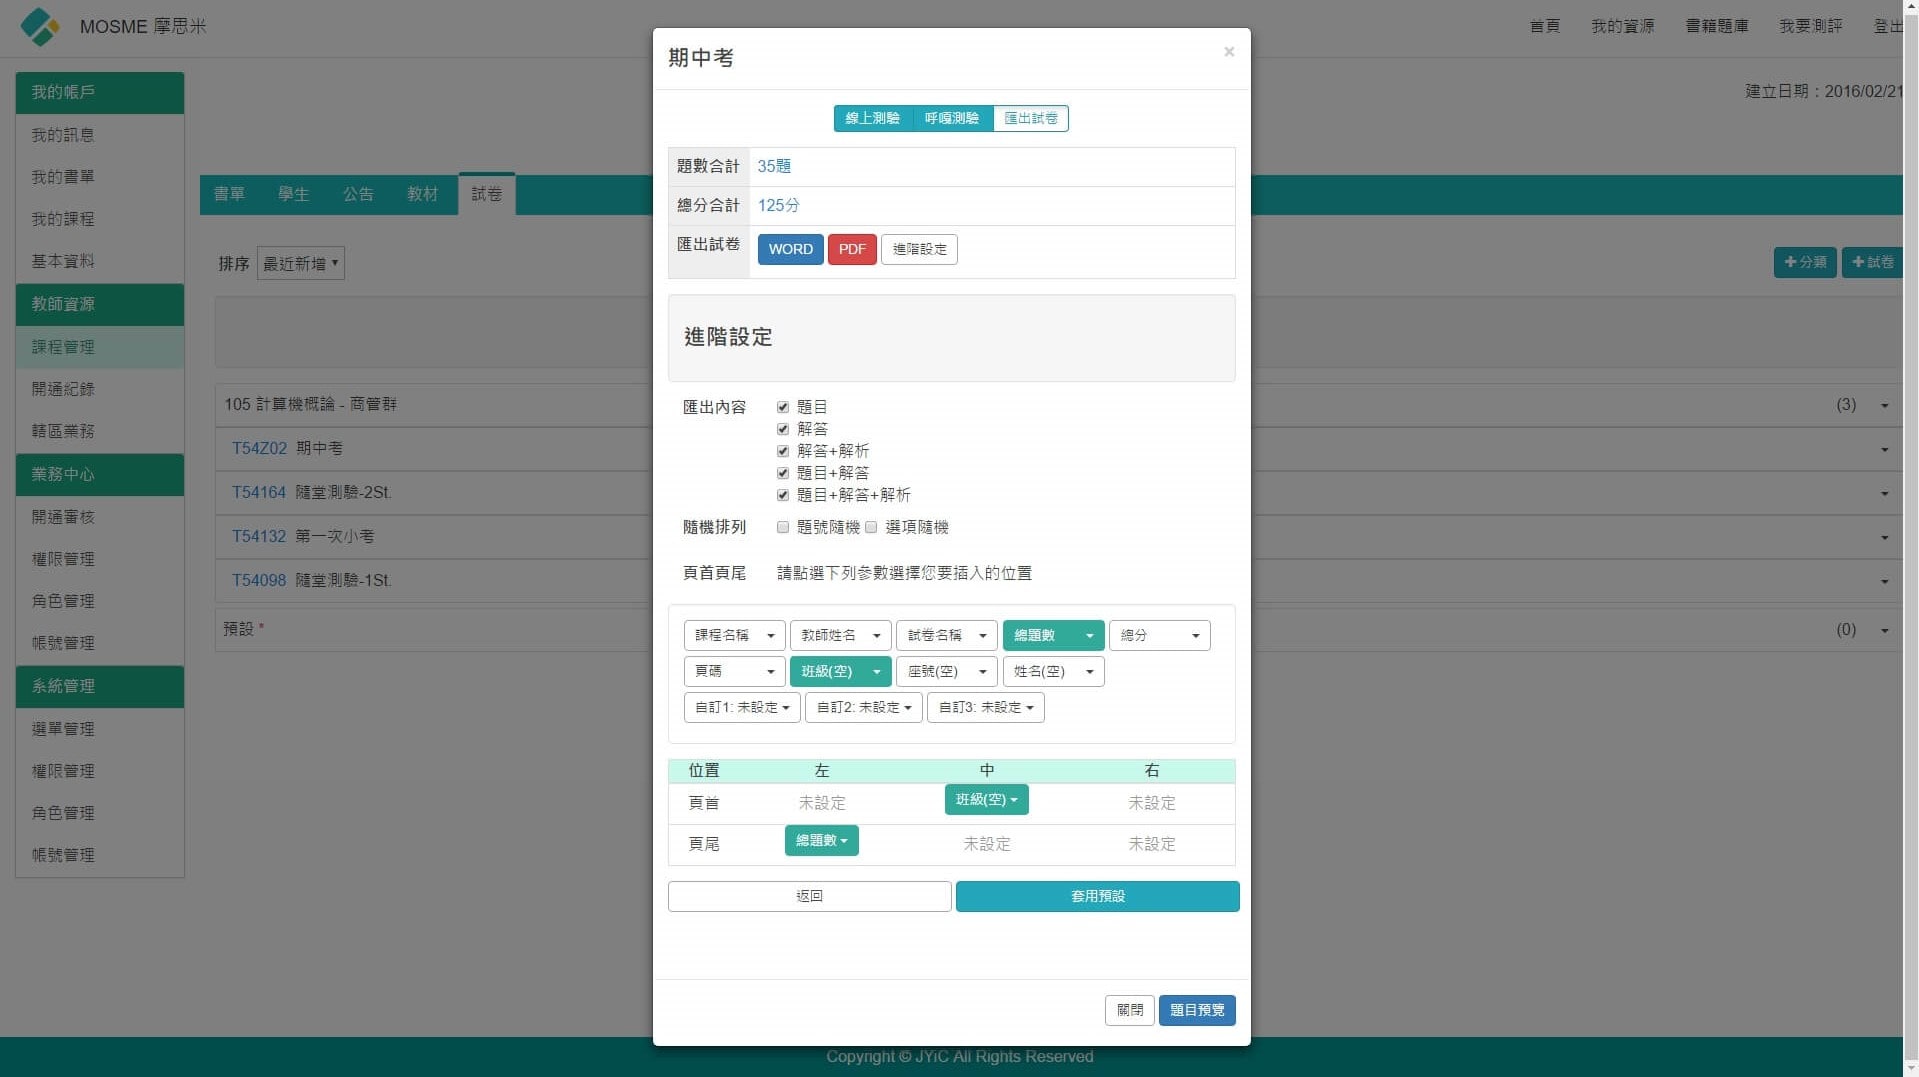 MOSME 摩思米
首頁 我的資源 書籍題庫 我要測評 登出
我的帳戶
我的訊息
我的書單
我的課程
基本資料
教師資源
課程管理
開通紀錄
轄區業務
業務中心
開通審核
權限管理
角色管理
帳號管理
系統管理
選單管理
權限管理
角色管理
帳號管理
建立日期：2016/02/21
書單 學生 公告 教材 試卷
排序 最近新增
分類 試卷
105 計算機概論 - 商管群 (3)
T54Z02 期中考
T54164 隨堂測驗-2St.
T54132 第一次小考
T54098 隨堂測驗-1St.
預設 * (0)
期中考 ×
線上測驗 呼嘎測驗 匯出試卷
題數合計 35題
總分合計 125分
匯出試卷 WORD PDF 進階設定
進階設定
匯出內容 題目
解答
解答+解析
題目+解答
題目+解答+解析
隨機排列 題號隨機 選項隨機
頁首頁尾 請點選下列參數選擇您要插入的位置
課程名稱 教師姓名 試卷名稱 總題數 總分
頁碼 班級(空) 座號(空) 姓名(空)
自訂1: 未設定 自訂2: 未設定 自訂3: 未設定
位置 左 中 右
頁首 未設定 班級(空) 未設定
頁尾 總題數 未設定 未設定
返回 套用預設
關閉 題目預覽
Copyright © JYiC All Rights Reserved